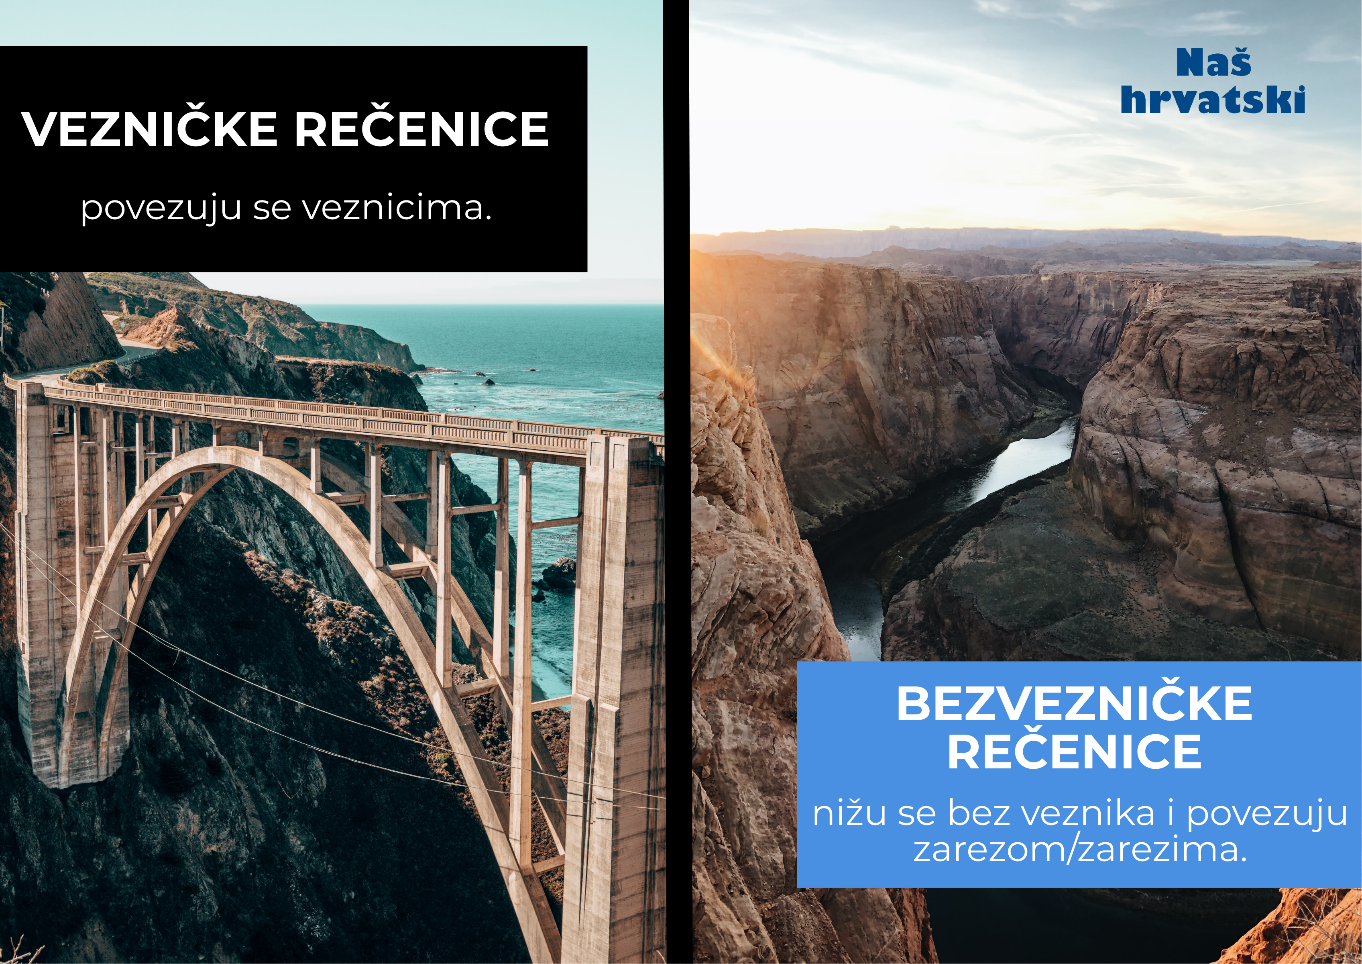 VEZNIČKE REČENICE
povezuju se veznicima.
Naš
hrvatski
BEZVEZNIČKE
REČENICE
nižu se bez veznika i povezuju
zarezom/zarezima.